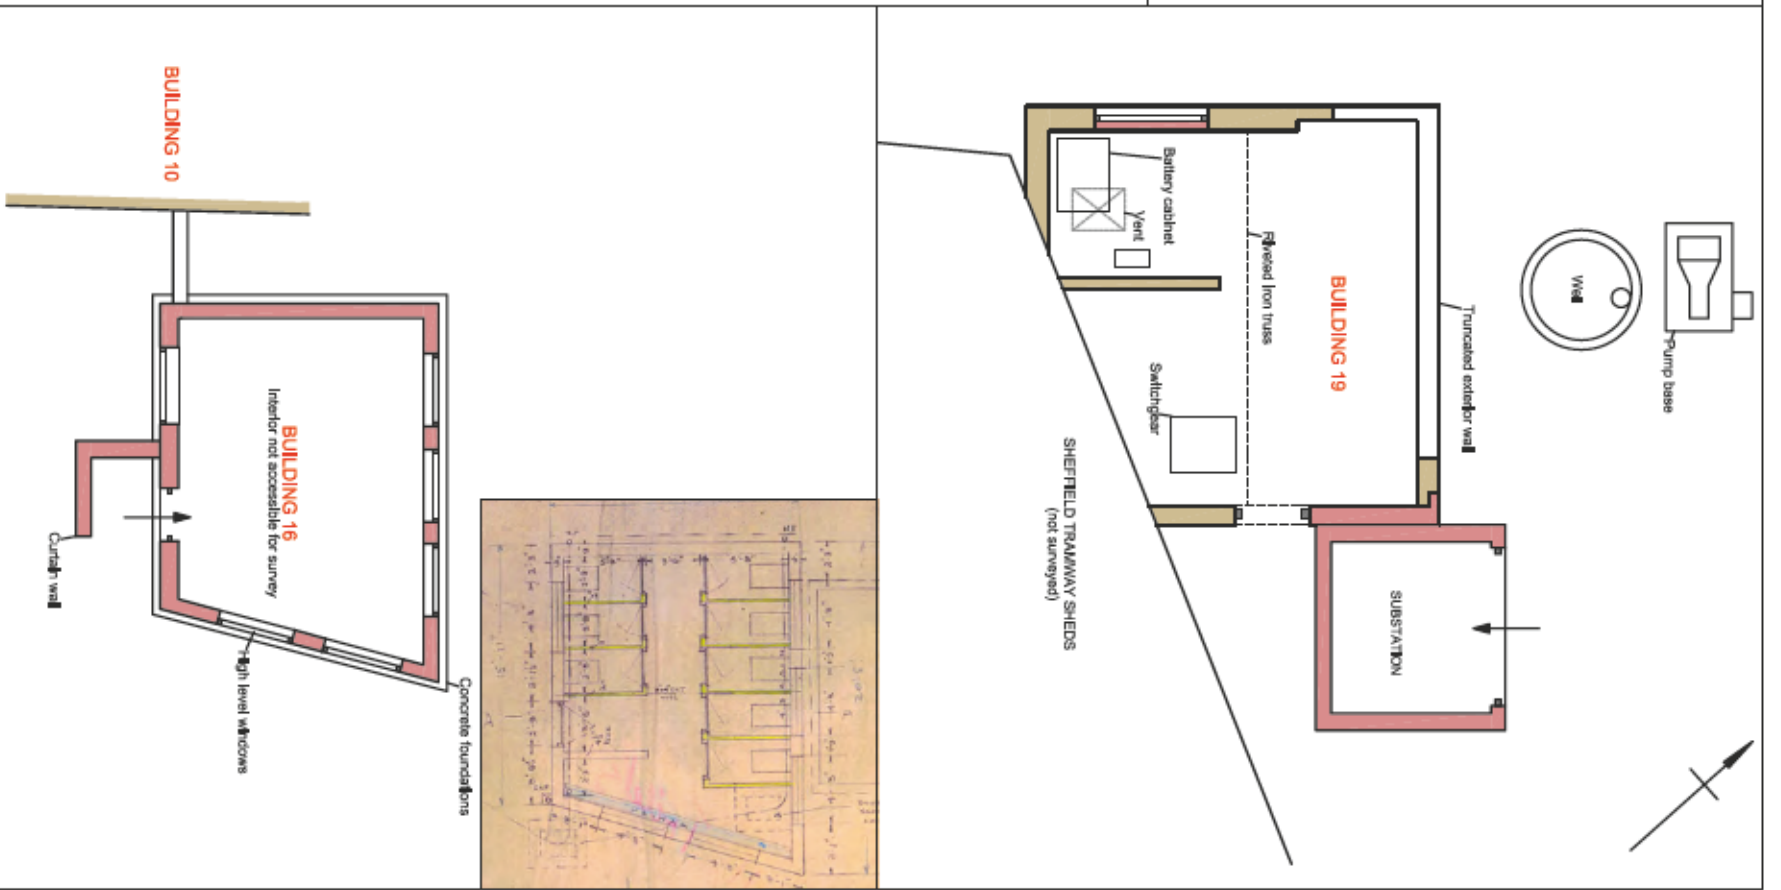 BUILDING 10
BUILDING 16
Interior not accessible for survey
Curtain wall
High level windows
Concrete foundations
BUILDING 19
Battery cabinet
Vent
Riveted iron truss
Switchgear
Truncated exterior wall
Well
Pump base
SUBSTATION
SHEFFIELD TRAMWAY SHEDS
(not surveyed)